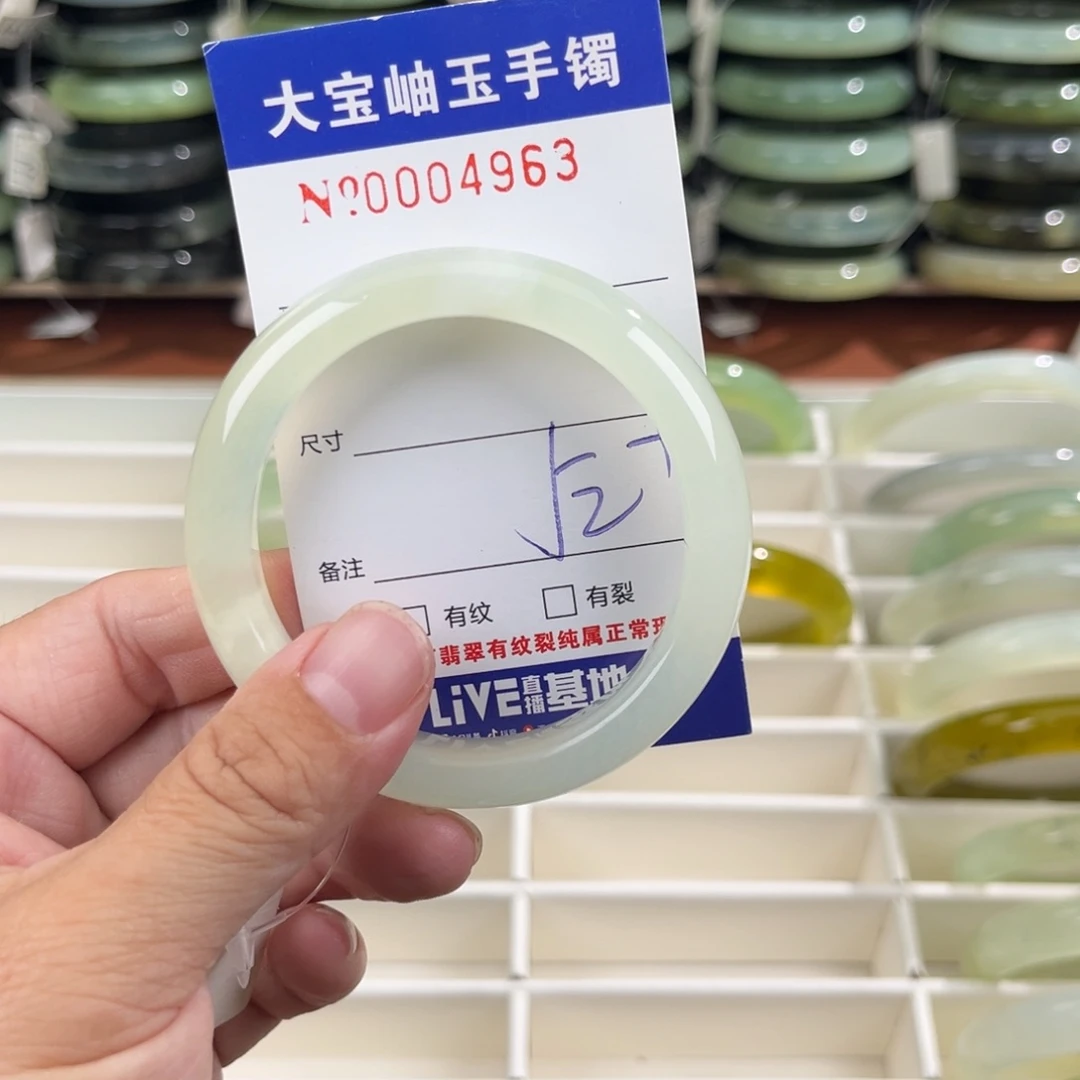 大宝岫玉手镯
Nº0004963
尺寸
备注
有纹 有裂
翡翠有纹裂纯属正常
LiVE直播基地